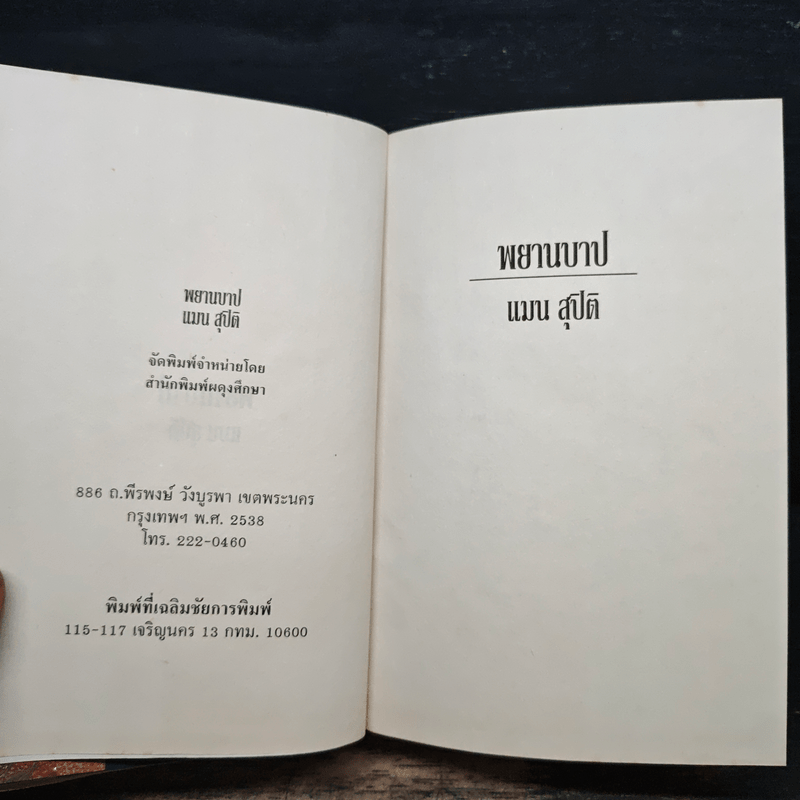 พยานบาป
แมน สุปิติ
จัดพิมพ์จำหน่ายโดย
สำนักพิมพ์ผดุงศึกษา
886 ถ.พีรพงษ์ วังบูรพา เขตพระนคร
กรุงเทพฯ พ.ศ. 2538
โทร. 222-0460
พิมพ์ที่เฉลิมชัยการพิมพ์
115-117 เจริญนคร 13 กทม. 10600
พยานบาป
แมน สุปิติ